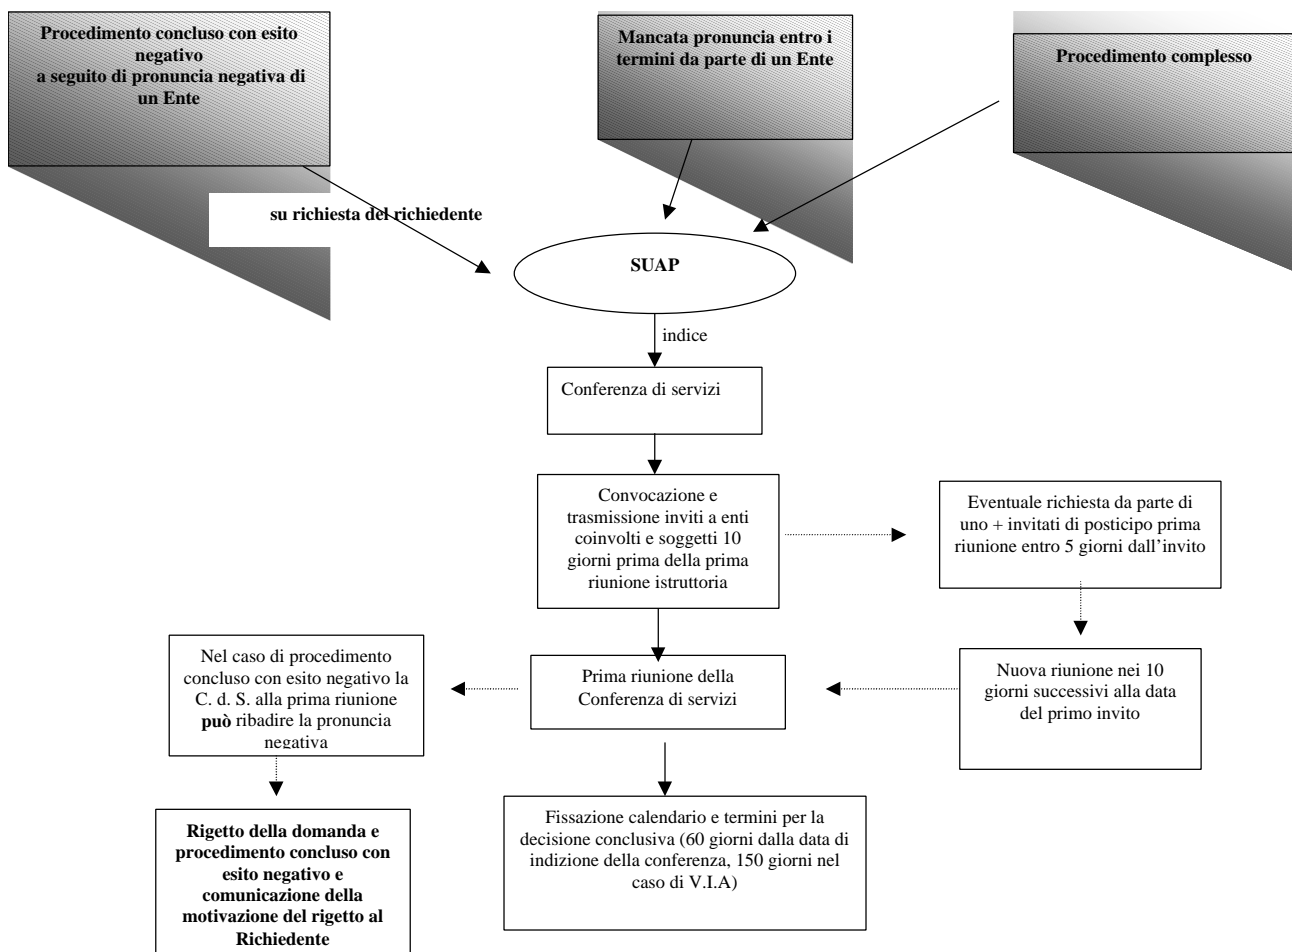 Procedimento concluso con esito
negativo
a seguito di pronuncia negativa di
un Ente
Mancata pronuncia entro i
termini da parte di un Ente
Procedimento complesso
su richiesta del richiedente
SUAP
indice
Conferenza di servizi
Convocazione e
trasmissione inviti a enti
coinvolti e soggetti 10
giorni prima della prima
riunione istruttoria
Eventuale richiesta da parte di
uno + invitati di posticipo prima
riunione entro 5 giorni dall'invito
Nel caso di procedimento
concluso con esito negativo la
C. d. S. alla prima riunione
può ribadire la pronuncia
negativa
Prima riunione della
Conferenza di servizi
Nuova riunione nei 10
giorni successivi alla data
del primo invito
Rigetto della domanda e
procedimento concluso con
esito negativo e
comunicazione della
motivazione del rigetto al
Richiedente
Fissazione calendario e termini per la
decisione conclusiva (60 giorni dalla data di
indizione della conferenza, 150 giorni nel
caso di V.I.A)